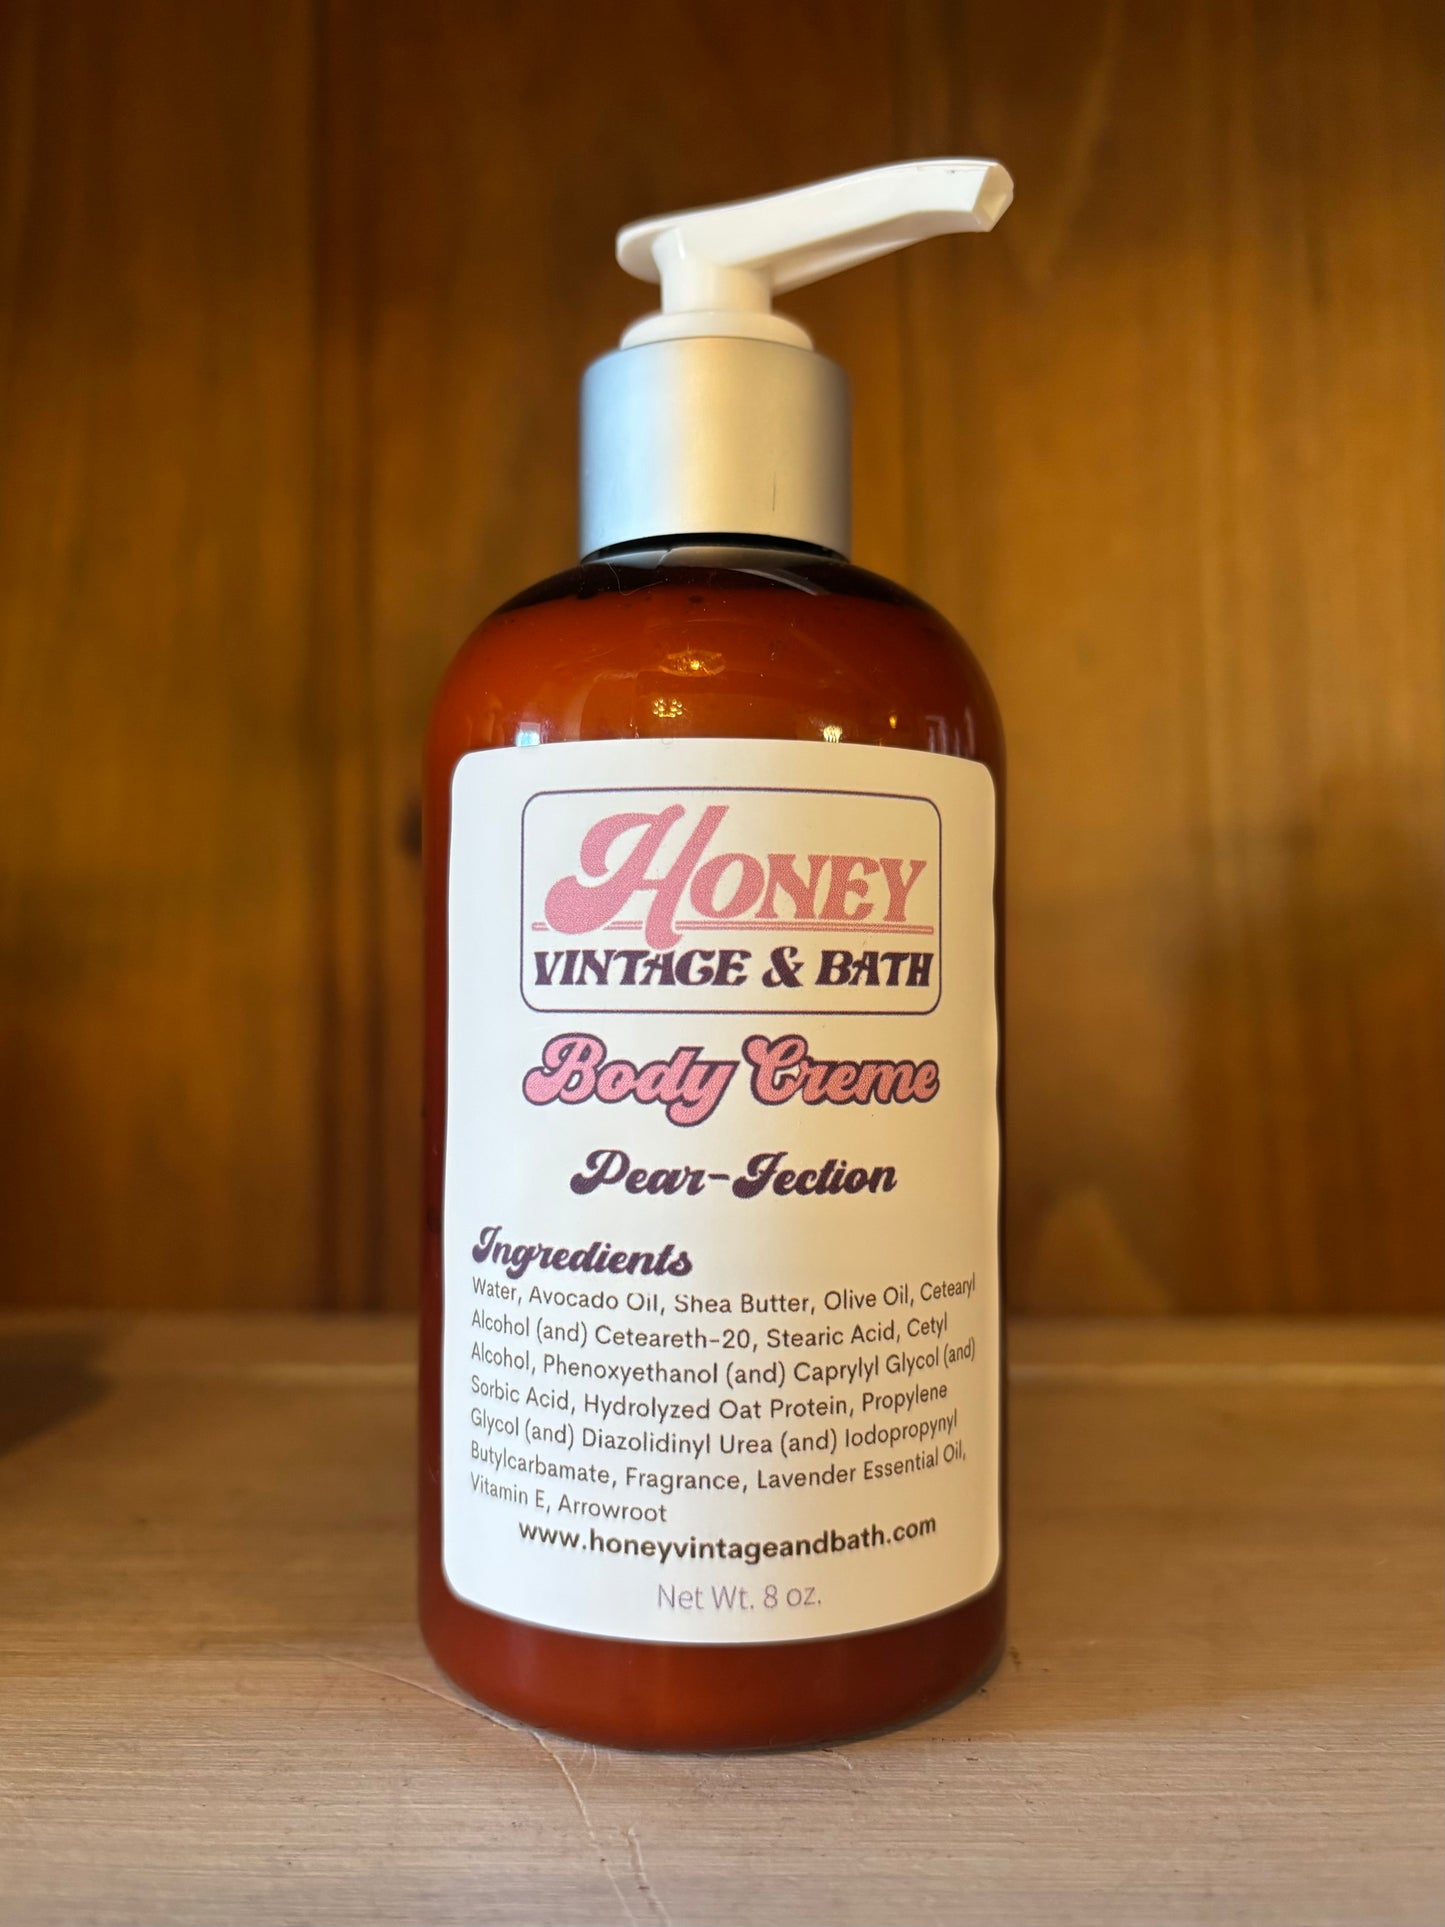 HONEY
VINTAGE & BATH
Body Creme
Pear-Fection
Ingredients
Water, Avocado Oil, Shea Butter, Olive Oil, Cetearyl
Alcohol (and) Ceteareth-20, Stearic Acid, Cetyl
Alcohol, Phenoxyethanol (and) Caprylyl Glycol (and)
Sorbic Acid, Hydrolyzed Oat Protein, Propylene
Glycol (and) Diazolidinyl Urea (and) Iodopropynyl
Butylcarbamate, Fragrance, Lavender Essential Oil,
Vitamin E, Arrowroot
www.honeyvintageandbath.com
Net Wt. 8 oz.